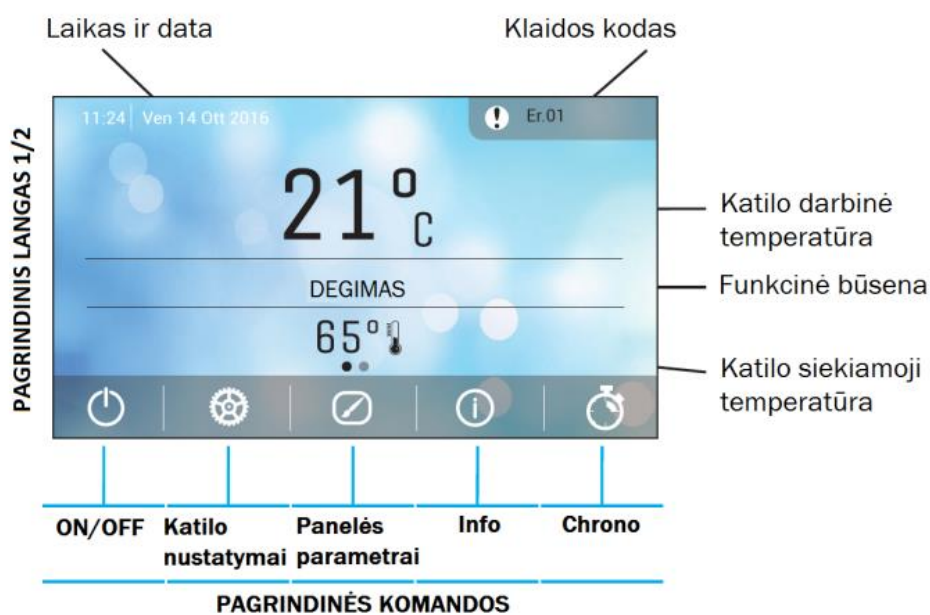 Laikas ir data
Klaidos kodas
PAGRINDINIS LANGAS 1/2
11:24 Ven 14 Ott 2016
! Er.01
21°C
Katilo darbinė
temperatūra
DEGIMAS
Funkcinė būsena
65°
Katilo siekiamoji
temperatūra
ON/OFF
Katilo
nustatymai
Panelės
parametrai
Info
Chrono
PAGRINDINĖS KOMANDOS